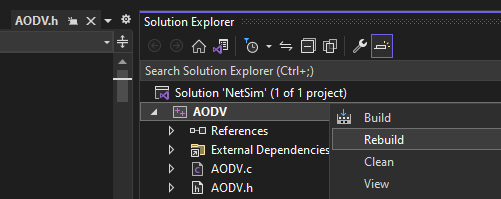 AODV.h
Solution Explorer
Search Solution Explorer (Ctrl+;)
Solution 'NetSim' (1 of 1 project)
AODV
References
External Dependencies
AODV.c
AODV.h
Build
Rebuild
Clean
View